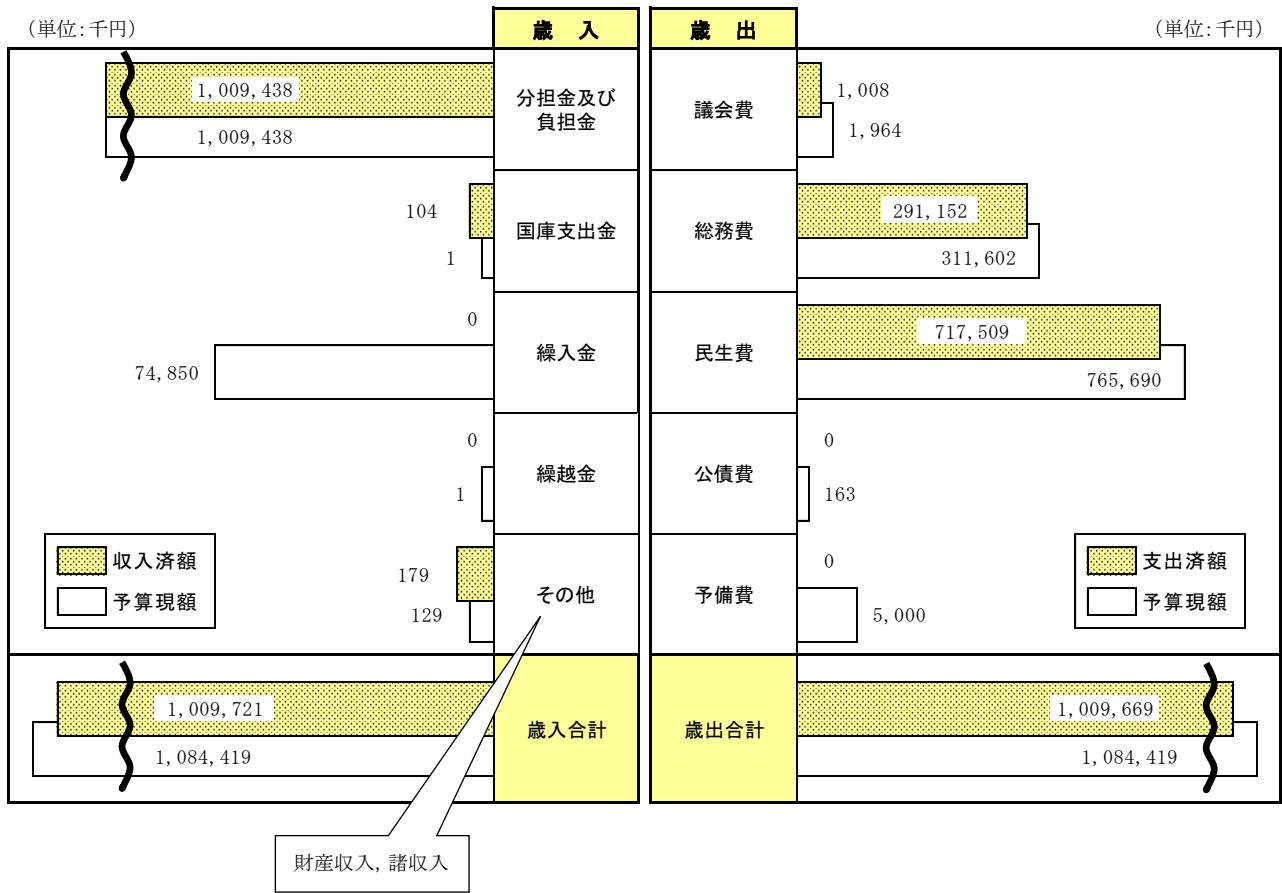 (単位:千円)
歳 入
歳 出
(単位:千円)
1,009,438
1,009,438
分担金及び
負担金
議会費
1,008
1,964
104
1
国庫支出金
総務費
291,152
311,602
0
74,850
繰入金
民生費
717,509
765,690
0
1
繰越金
公債費
0
163
収入済額
予算現額
179
129
その他
予備費
0
5,000
支出済額
予算現額
1,009,721
1,084,419
歳入合計
歳出合計
1,009,669
1,084,419
財産収入,諸収入